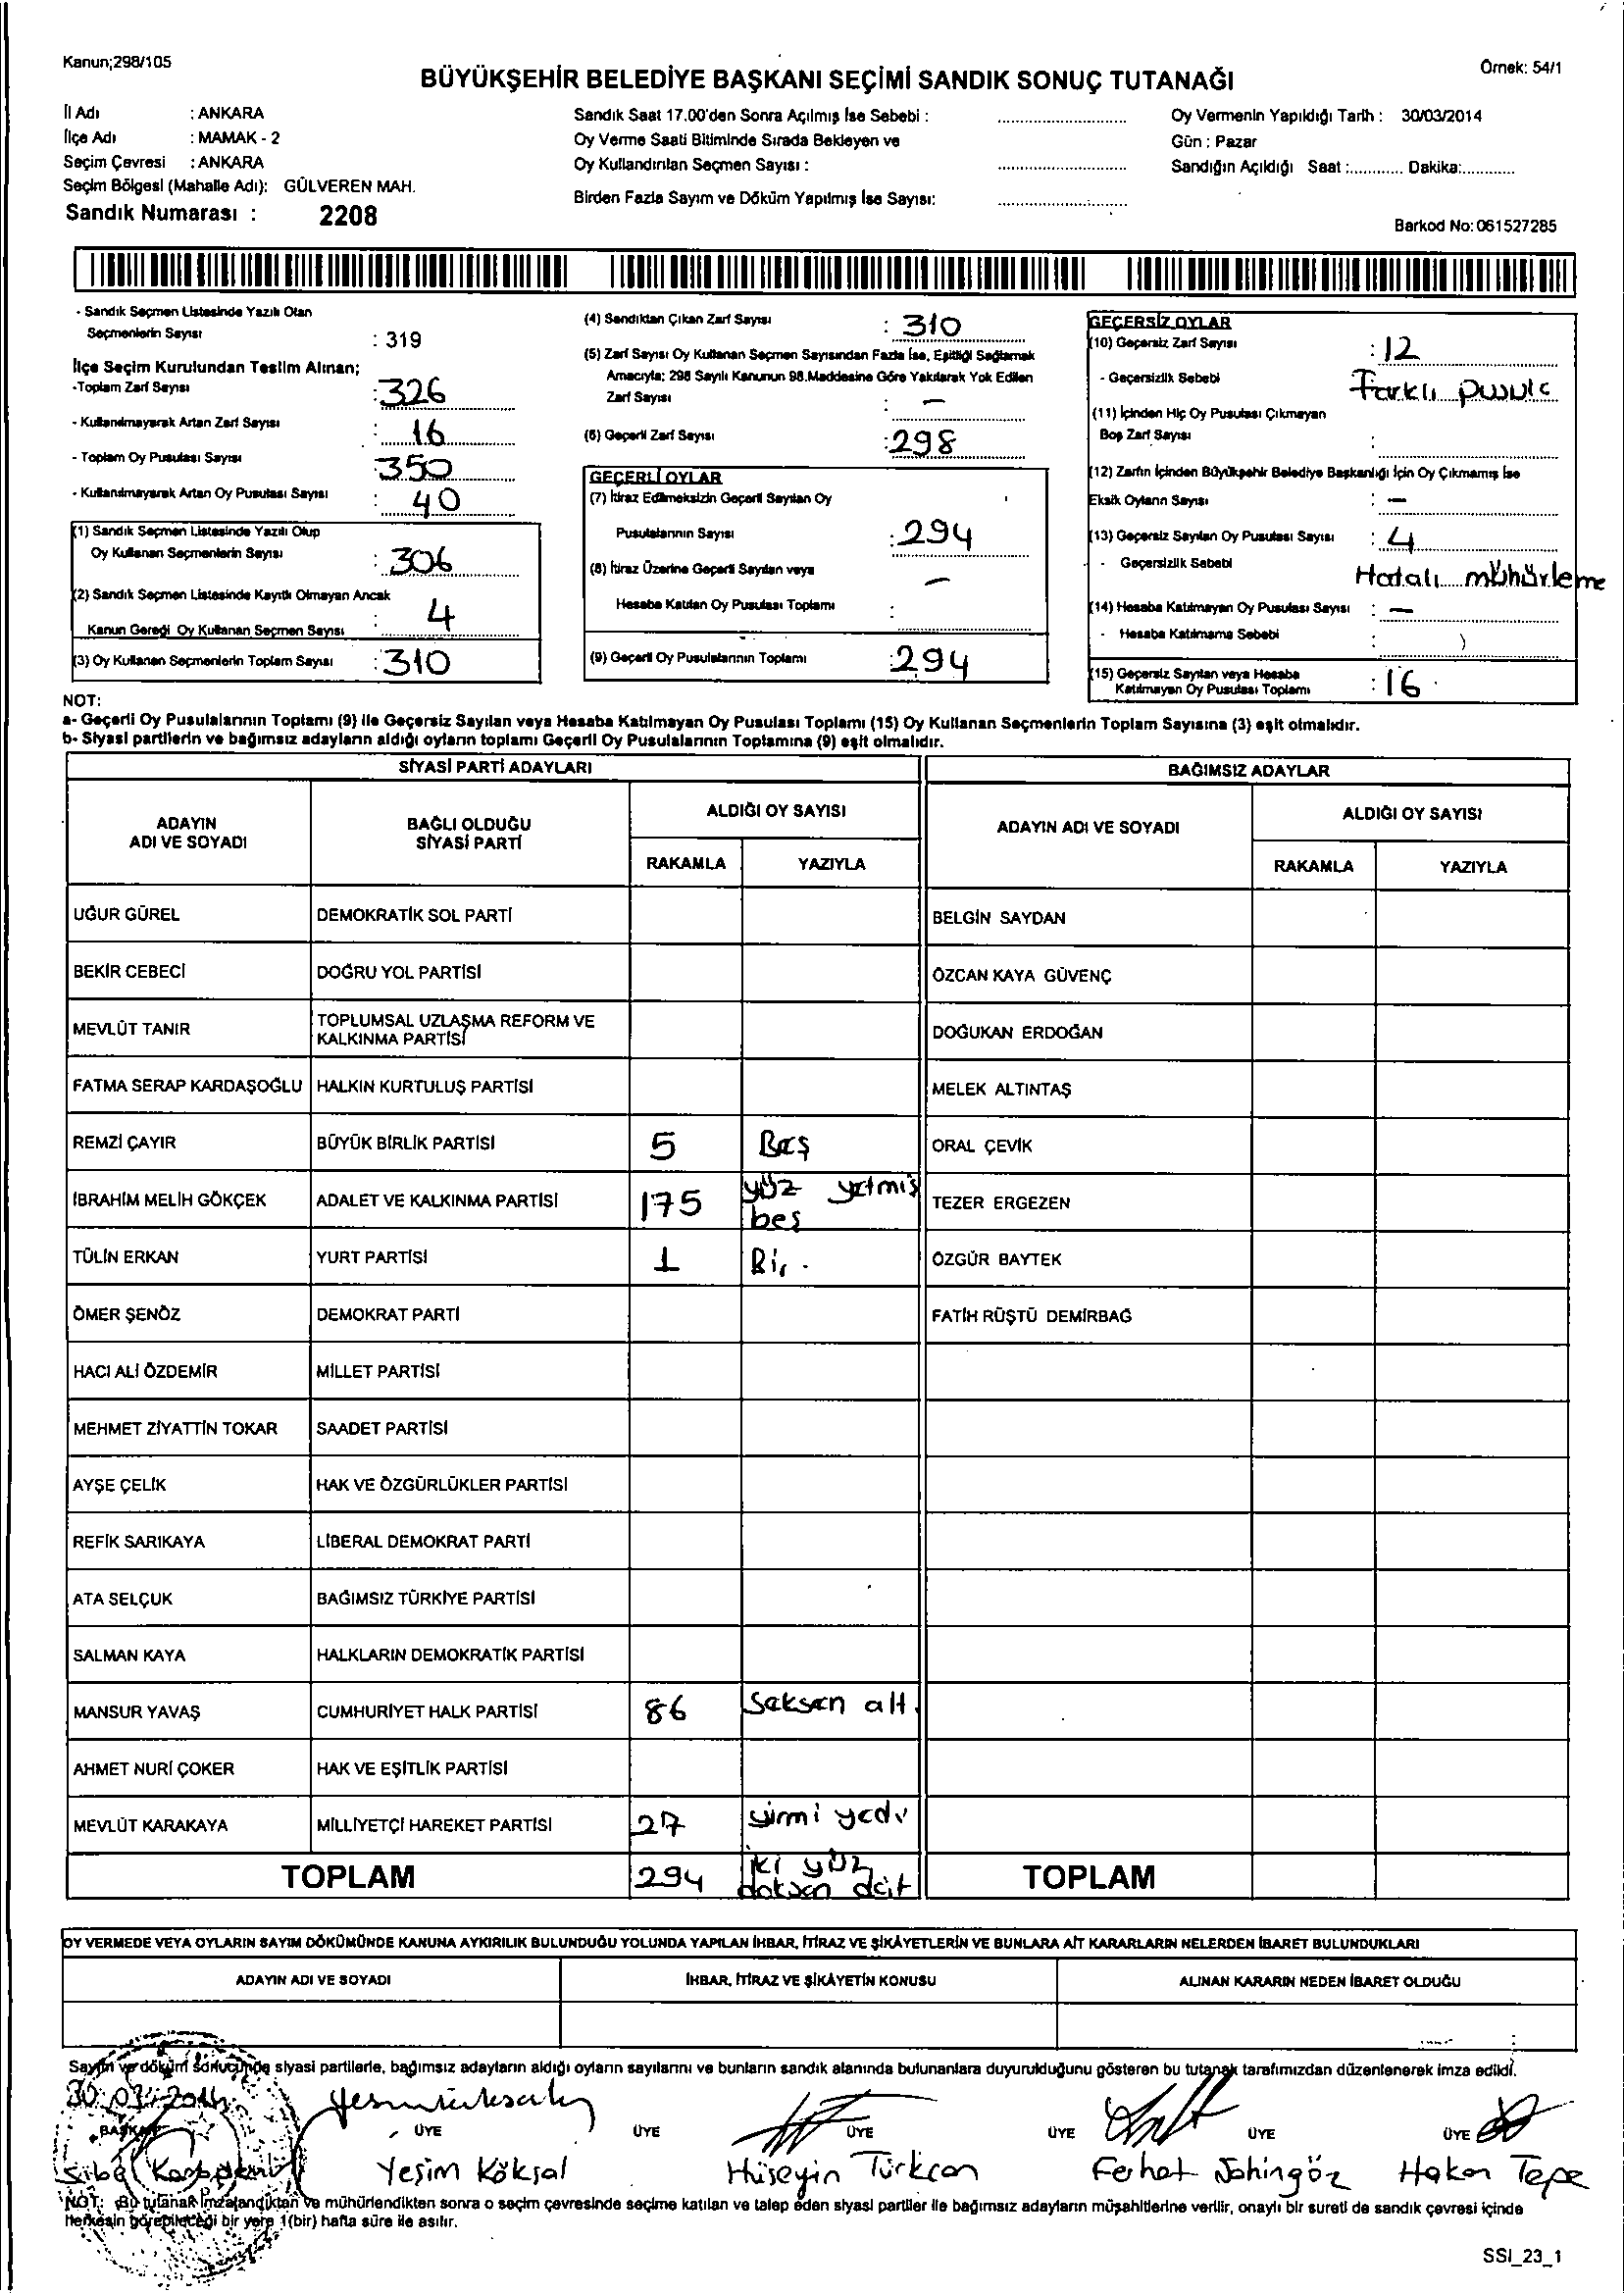 Kanun;298/105
Örnek: 54/1
BÜYÜKŞEHİR BELEDİYE BAŞKANI SEÇİMİ SANDIK SONUÇ TUTANAĞI
İl Adı : ANKARA
İlçe Adı : MAMAK - 2
Seçim Çevresi : ANKARA
Seçim Bölgesi (Mahalle Adı): GÜLVEREN MAH.
Sandık Numarası : 2208
Sandık Saat 17.00'den Sonra Açılmış İse Sebebi :
Oy Verme Saati Bitiminde Sırada Bekleyen ve
Oy Kullandırılan Seçmen Sayısı :
Birden Fazla Sayım ve Döküm Yapılmış İse Sayısı:
Oy Vermenin Yapıldığı Tarih : 30/03/2014
Gün : Pazar
Sandığın Açıldığı Saat :............ Dakika:............
Barkod No: 061527285
- Sandık Seçmen Listesinde Yazılı Olan
Seçmenlerin Sayısı : 319
İlçe Seçim Kurulundan Teslim Alınan;
-Toplam Zarf Sayısı : 326
- Kullanılmayarak Artan Zarf Sayısı : 16
- Toplam Oy Pusulası Sayısı : 350
- Kullanılmayarak Artan Oy Pusulası Sayısı : 40
(1) Sandık Seçmen Listesinde Yazılı Olup
Oy Kullanan Seçmenlerin Sayısı : 306
(2) Sandık Seçmen Listesinde Kayıtlı Olmayan Ancak
Kanun Gereği Oy Kullanan Seçmen Sayısı : 4
(3) Oy Kullanan Seçmenlerin Toplam Sayısı : 310
(4) Sandıktan Çıkan Zarf Sayısı : 310
(5) Zarf Sayısı Oy Kullanan Seçmen Sayısından Fazla İse, Eşitliği Sağlamak
Amacıyla; 298 Sayılı Kanunun 98.Maddesine Göre Yakılarak Yok Edilen
Zarf Sayısı : —
(6) Geçerli Zarf Sayısı : 298
GEÇERLİ OYLAR
(7) İtiraz Edilmeksizin Geçerli Sayılan Oy
Pusulalarının Sayısı : 294
(8) İtiraz Üzerine Geçerli Sayılan veya
Hesaba Katılan Oy Pusulası Toplamı : —
(9) Geçerli Oy Pusulalarının Toplamı : 294
GEÇERSİZ OYLAR
(10) Geçersiz Zarf Sayısı : 12
- Geçersizlik Sebebi Farklı pusula
(11) İçinden Hiç Oy Pusulası Çıkmayan
Boş Zarf Sayısı :
(12) Zarfın İçinden Büyükşehir Belediye Başkanlığı İçin Oy Çıkmamış İse
Eksik Oyların Sayısı : —
(13) Geçersiz Sayılan Oy Pusulası Sayısı : 4
- Geçersizlik Sebebi Hatalı mühürleme
(14) Hesaba Katılmayan Oy Pusulası Sayısı : —
- Hesaba Katılmama Sebebi :
(15) Geçersiz Sayılan veya Hesaba
Katılmayan Oy Pusulası Toplamı : 16
NOT:
a- Geçerli Oy Pusulalarının Toplamı (9) ile Geçersiz Sayılan veya Hesaba Katılmayan Oy Pusulası Toplamı (15) Oy Kullanan Seçmenlerin Toplam Sayısına (3) eşit olmalıdır.
b- Siyasi partilerin ve bağımsız adayların aldığı oyların toplamı Geçerli Oy Pusulalarının Toplamına (9) eşit olmalıdır.
SİYASİ PARTİ ADAYLARI BAĞIMSIZ ADAYLAR
ADAYIN ADI VE SOYADI BAĞLI OLDUĞU SİYASİ PARTİ ALDIĞI OY SAYISI ADAYIN ADI VE SOYADI ALDIĞI OY SAYISI
RAKAMLA YAZIYLA RAKAMLA YAZIYLA
UĞUR GÜREL DEMOKRATİK SOL PARTİ BELGİN SAYDAN
BEKİR CEBECİ DOĞRU YOL PARTİSİ ÖZCAN KAYA GÜVENÇ
MEVLÜT TANIR TOPLUMSAL UZLAŞMA REFORM VE KALKINMA PARTİSİ DOĞUKAN ERDOĞAN
FATMA SERAP KARDAŞOĞLU HALKIN KURTULUŞ PARTİSİ MELEK ALTINTAŞ
REMZİ ÇAYIR BÜYÜK BİRLİK PARTİSİ 5 Beş ORAL ÇEVİK
İBRAHİM MELİH GÖKÇEK ADALET VE KALKINMA PARTİSİ 175 yüz yetmiş beş TEZER ERGEZEN
TÜLİN ERKAN YURT PARTİSİ 1 Bir. ÖZGÜR BAYTEK
ÖMER ŞENÖZ DEMOKRAT PARTİ FATİH RÜŞTÜ DEMİRBAĞ
HACI ALİ ÖZDEMİR MİLLET PARTİSİ
MEHMET ZİYATTİN TOKAR SAADET PARTİSİ
AYŞE ÇELİK HAK VE ÖZGÜRLÜKLER PARTİSİ
REFİK SARIKAYA LİBERAL DEMOKRAT PARTİ
ATA SELÇUK BAĞIMSIZ TÜRKİYE PARTİSİ
SALMAN KAYA HALKLARIN DEMOKRATİK PARTİSİ
MANSUR YAVAŞ CUMHURİYET HALK PARTİSİ 86 Seksen altı
AHMET NURİ ÇOKER HAK VE EŞİTLİK PARTİSİ
MEVLÜT KARAKAYA MİLLİYETÇİ HAREKET PARTİSİ 27 yirmi yedi
TOPLAM 294 iki yüz doksan dört TOPLAM
OY VERMEDE VEYA OYLARIN SAYIM DÖKÜMÜNDE KANUNA AYKIRILIK BULUNDUĞU YOLUNDA YAPILAN İHBAR, İTİRAZ VE ŞİKÂYETLERİN VE BUNLARA AİT KARARLARIN NELERDEN İBARET BULUNDUKLARI
ADAYIN ADI VE SOYADI İHBAR, İTİRAZ VE ŞİKÂYETİN KONUSU ALINAN KARARIN NEDEN İBARET OLDUĞU
Sayım ve döküm sonucunda siyasi partilerle, bağımsız adayların aldığı oyların sayılarını ve bunların sandık alanında bulunanlara duyurulduğunu gösteren bu tutanak tarafımızdan düzenlenerek imza edildi.
30.03.2014
BAŞKAN ÜYE ÜYE ÜYE ÜYE ÜYE ÜYE
Sibel Yeşim Köksal Hüseyin Türkcan Ferhat Şahingöz Hakan Tepe
NOT: Bu tutanak imzalandıktan ve mühürlendikten sonra o seçim çevresinde seçime katılan ve talep eden siyasi partiler ile bağımsız adayların müşahitlerine verilir, onaylı bir sureti de sandık çevresi içinde
herkesin görebileceği bir yere 1(bir) hafta süre ile asılır.
SSİ_23_1